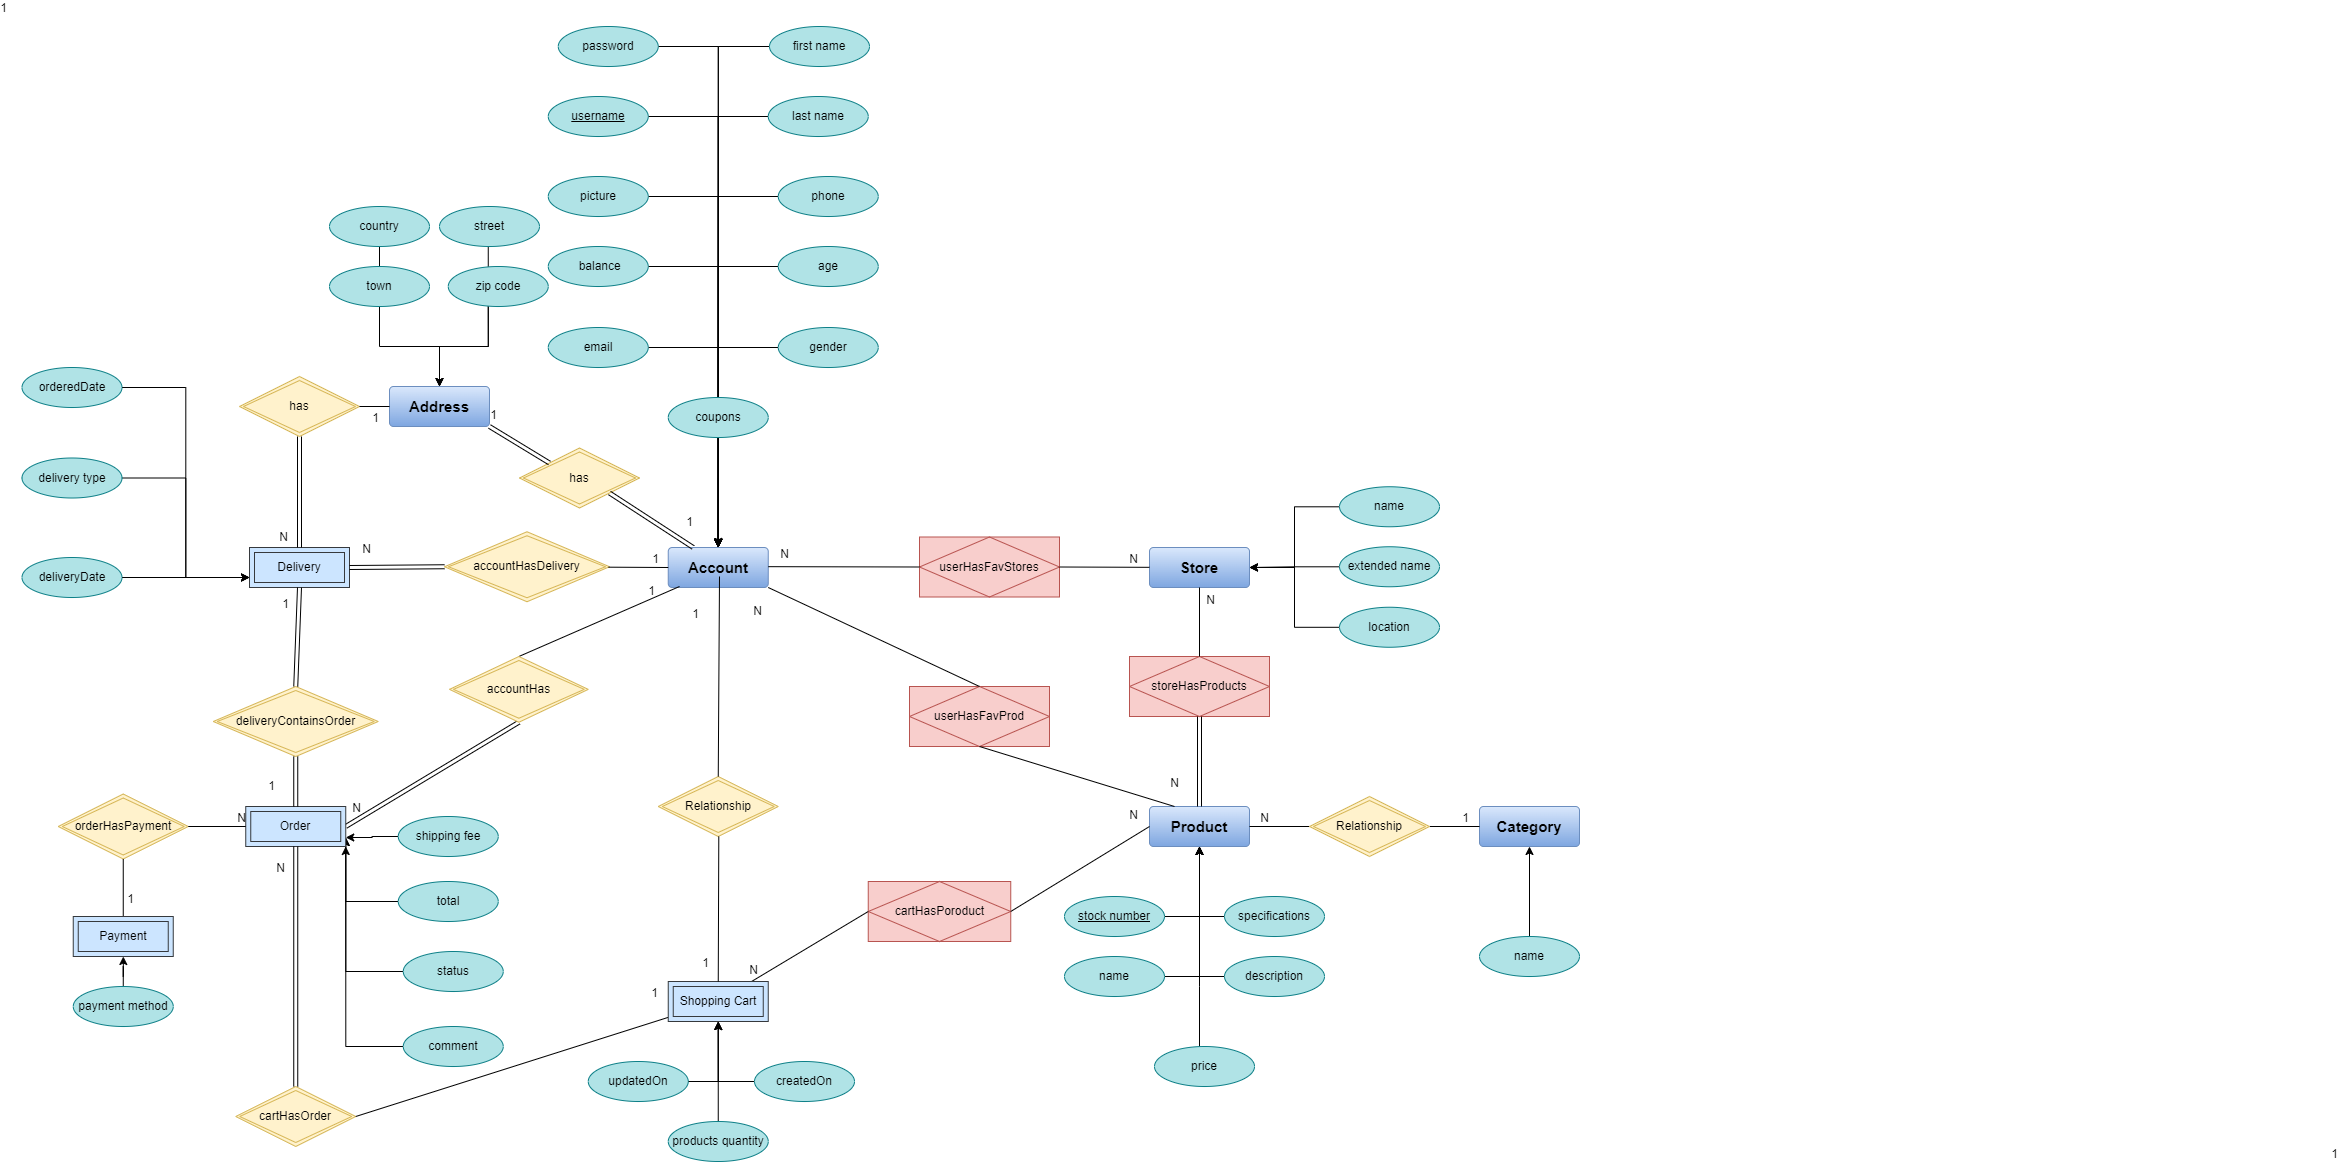 1
password
first name
username
last name
picture
phone
country
street
balance
age
town
zip code
email
gender
orderedDate
has
1
Address
1
coupons
delivery type
has
name
1
N
N
1
accountHasDelivery
Account
N
userHasFavStores
N
Store
extended name
Delivery
deliveryDate
1
1
1
N
N
location
accountHas
deliveryContainsOrder
userHasFavProd
storeHasProducts
1
N
N
Relationship
N
N
1
orderHasPayment
N
Order
shipping fee
Product
Relationship
Category
N
1
total
cartHasPoroduct
stock number
specifications
Payment
status
1
N
name
description
name
1
Shopping Cart
payment method
comment
updatedOn
createdOn
price
cartHasOrder
products quantity
1